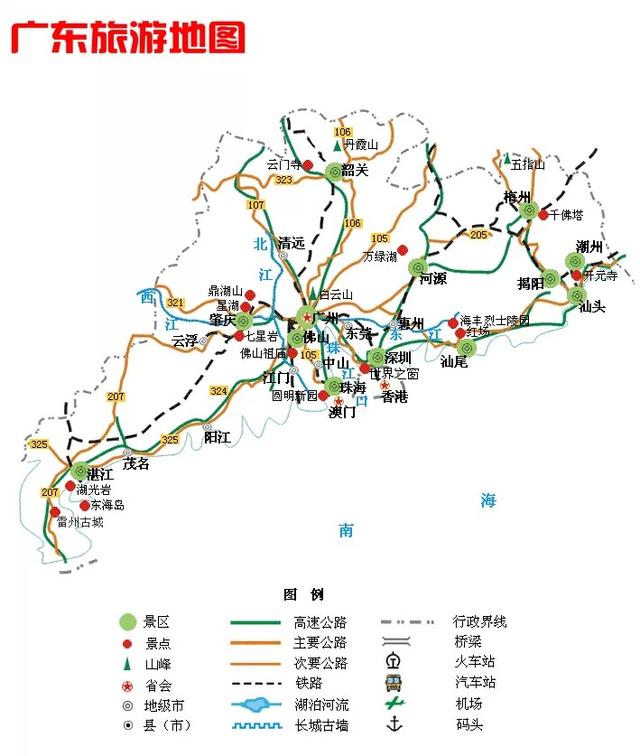 广东旅游地图
106
丹霞山
云门寺
韶关
323
五指山
107
106
梅州
千佛塔
北江
清远
105
万绿湖
205
潮州
河源
揭阳
开元寺
鼎湖山
白云山
汕头
西江
321
星湖
肇庆
广州
海丰烈士陵园
七星岩
佛山
东莞
惠州
东江
红场
云浮
佛山祖庙
105
珠江口
深圳
汕尾
中山
世界之窗
江门
324
圆明新园
珠海
香港
207
澳门
325
325
阳江
茂名
湛江
207
湖光岩
东海岛
雷州古城
南海
图 例
景区
高速公路
行政界线
景点
主要公路
桥梁
山峰
次要公路
火车站
省会
铁路
汽车站
地级市
湖泊河流
机场
县(市)
长城古墙
码头